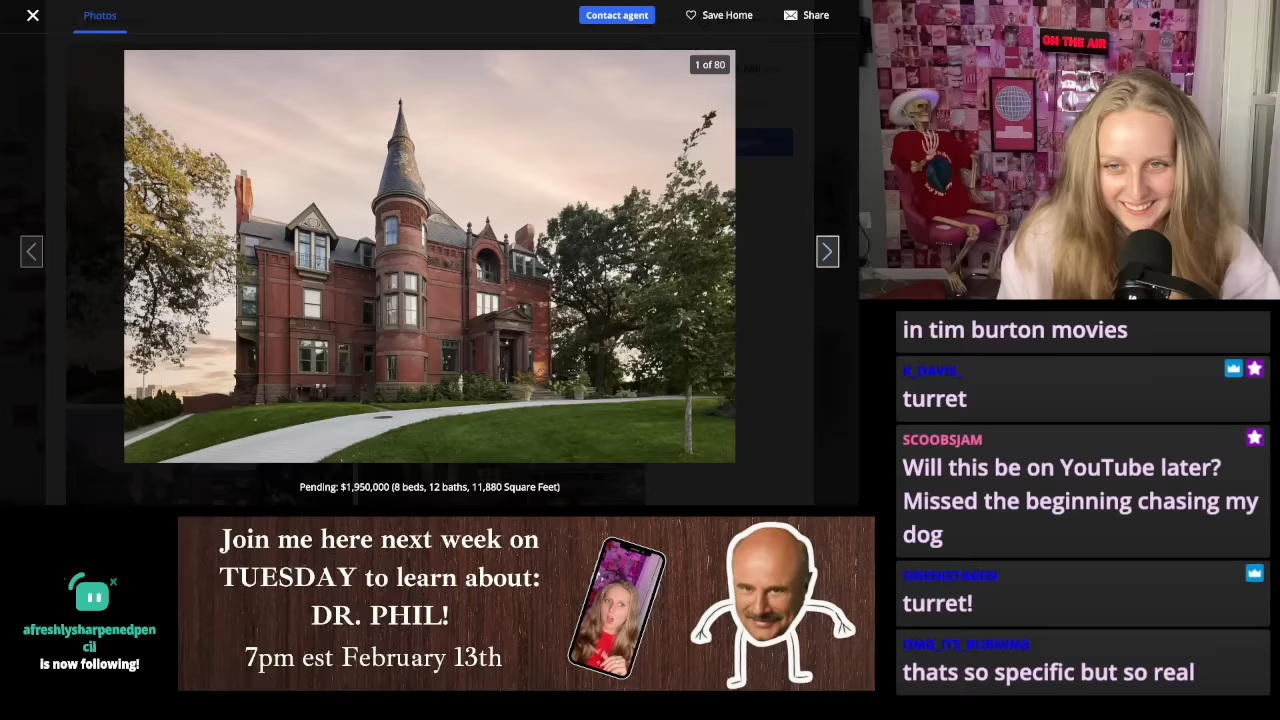 Photos
Contact agent
Save Home
Share
1 of 80
Pending: $1,950,000 (8 beds, 12 baths, 11,880 Square Feet)
ON THE AIR
in tim burton movies
K_DAVIS_
turret
SCOOBSJAM
Will this be on YouTube later?
Missed the beginning chasing my
dog
turret!
OMG_ITS_BURNING
thats so specific but so real
Join me here next week on
TUESDAY to learn about:
DR. PHIL!
7pm est February 13th
afreshlysharpenedpen
cil
is now following!